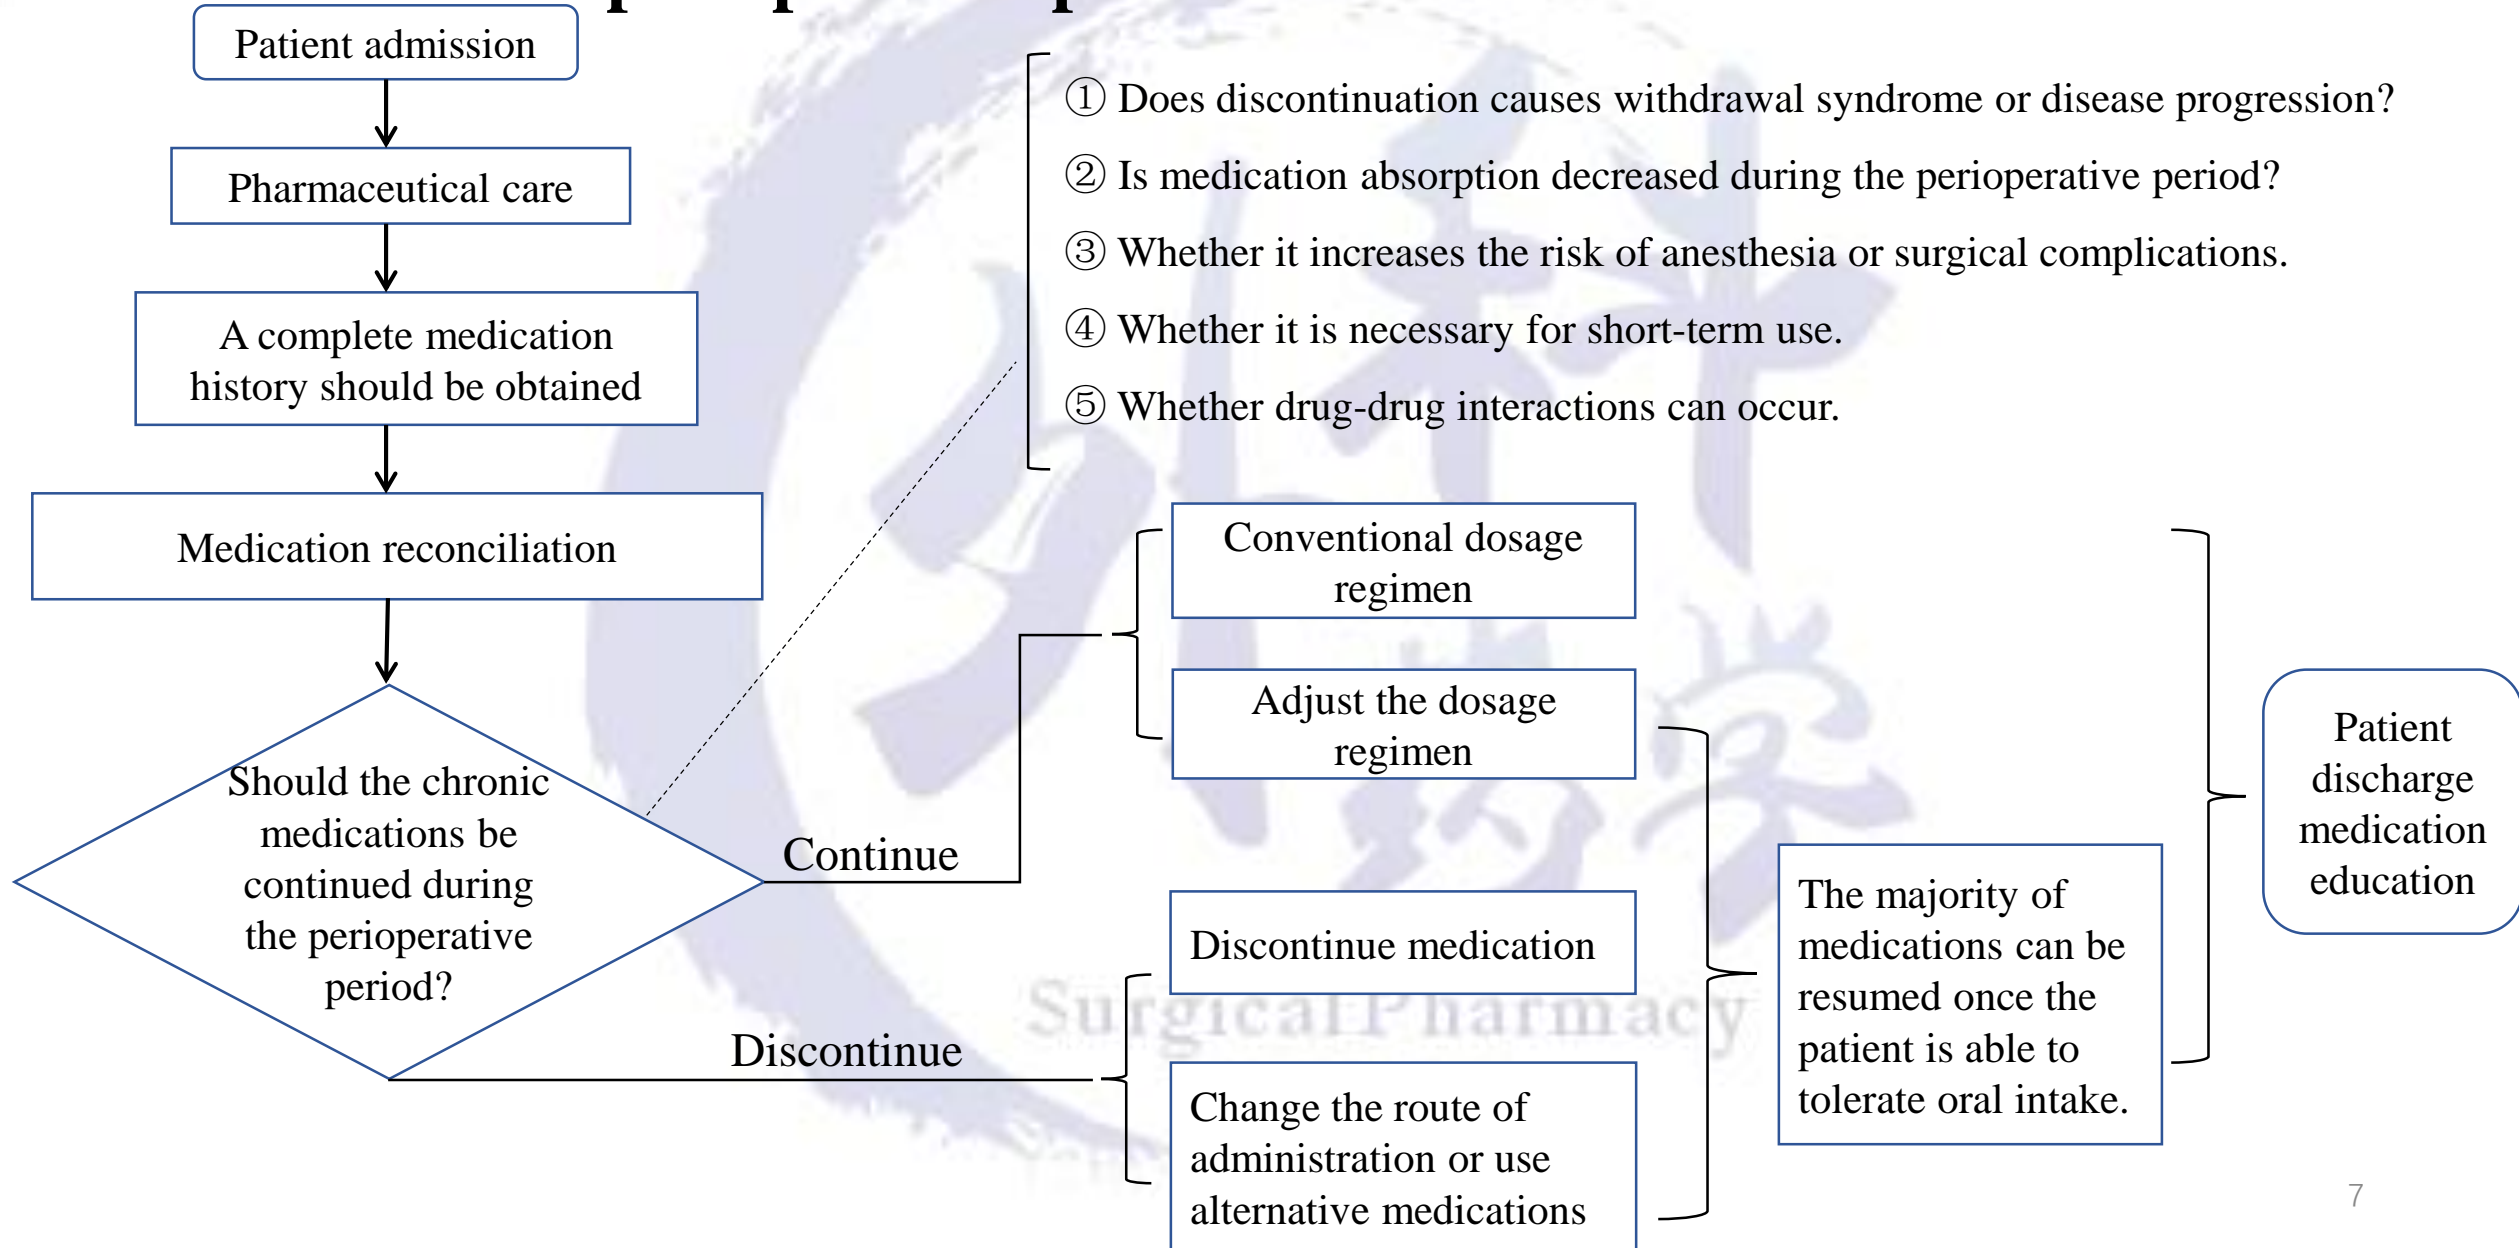 Patient admission
Pharmaceutical care
A complete medication
history should be obtained
Medication reconciliation
Should the chronic
medications be
continued during
the perioperative
period?
① Does discontinuation causes withdrawal syndrome or disease progression?
② Is medication absorption decreased during the perioperative period?
③ Whether it increases the risk of anesthesia or surgical complications.
④ Whether it is necessary for short-term use.
⑤ Whether drug-drug interactions can occur.
Continue
Conventional dosage
regimen
Adjust the dosage
regimen
Discontinue
Discontinue medication
Change the route of
administration or use
alternative medications
The majority of
medications can be
resumed once the
patient is able to
tolerate oral intake.
Patient
discharge
medication
education
外科
药学
Surgical Pharmacy
7